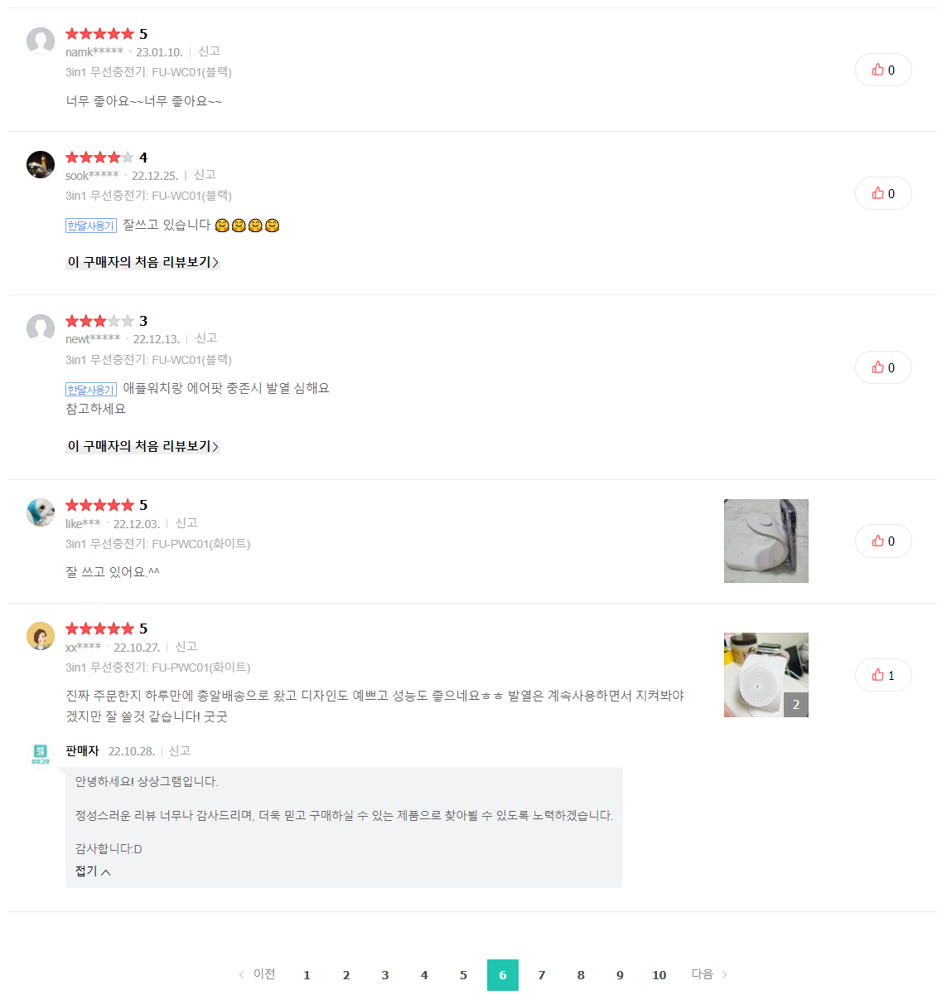 5
namk***** · 23.01.10. | 신고
3in1 무선충전기: FU-WC01(블랙)
너무 좋아요~~너무 좋아요~~
0
4
sook***** · 22.12.25. | 신고
3in1 무선충전기: FU-WC01(블랙)
한달사용기 잘쓰고 있습니다 🤗🤗🤗🤗
이 구매자의 처음 리뷰보기 >
0
3
newt***** · 22.12.13. | 신고
3in1 무선충전기: FU-WC01(블랙)
한달사용기 애플워치랑 에어팟 충존시 발열 심해요
참고하세요
이 구매자의 처음 리뷰보기 >
0
5
like*** · 22.12.03. | 신고
3in1 무선충전기: FU-PWC01(화이트)
잘 쓰고 있어요.^^
0
5
xx**** · 22.10.27. | 신고
3in1 무선충전기: FU-PWC01(화이트)
진짜 주문한지 하루만에 총알배송으로 왔고 디자인도 예쁘고 성능도 좋으네요ㅎㅎ 발열은 계속사용하면서 지켜봐야
겠지만 잘 쓸것 같습니다! 굿굿
2
1
상상그램
판매자 22.10.28. | 신고
안녕하세요! 상상그램입니다.
정성스러운 리뷰 너무나 감사드리며, 더욱 믿고 구매하실 수 있는 제품으로 찾아뵐 수 있도록 노력하겠습니다.
감사합니다:D
접기
< 이전 1 2 3 4 5 6 7 8 9 10 다음 >